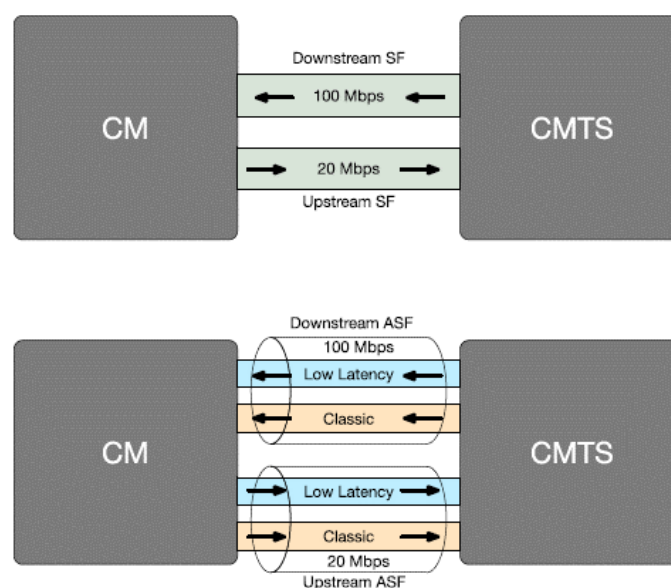 Downstream SF
100 Mbps
CM
CMTS
20 Mbps
Upstream SF
Downstream ASF
100 Mbps
Low Latency
Classic
CM
CMTS
Low Latency
Classic
20 Mbps
Upstream ASF